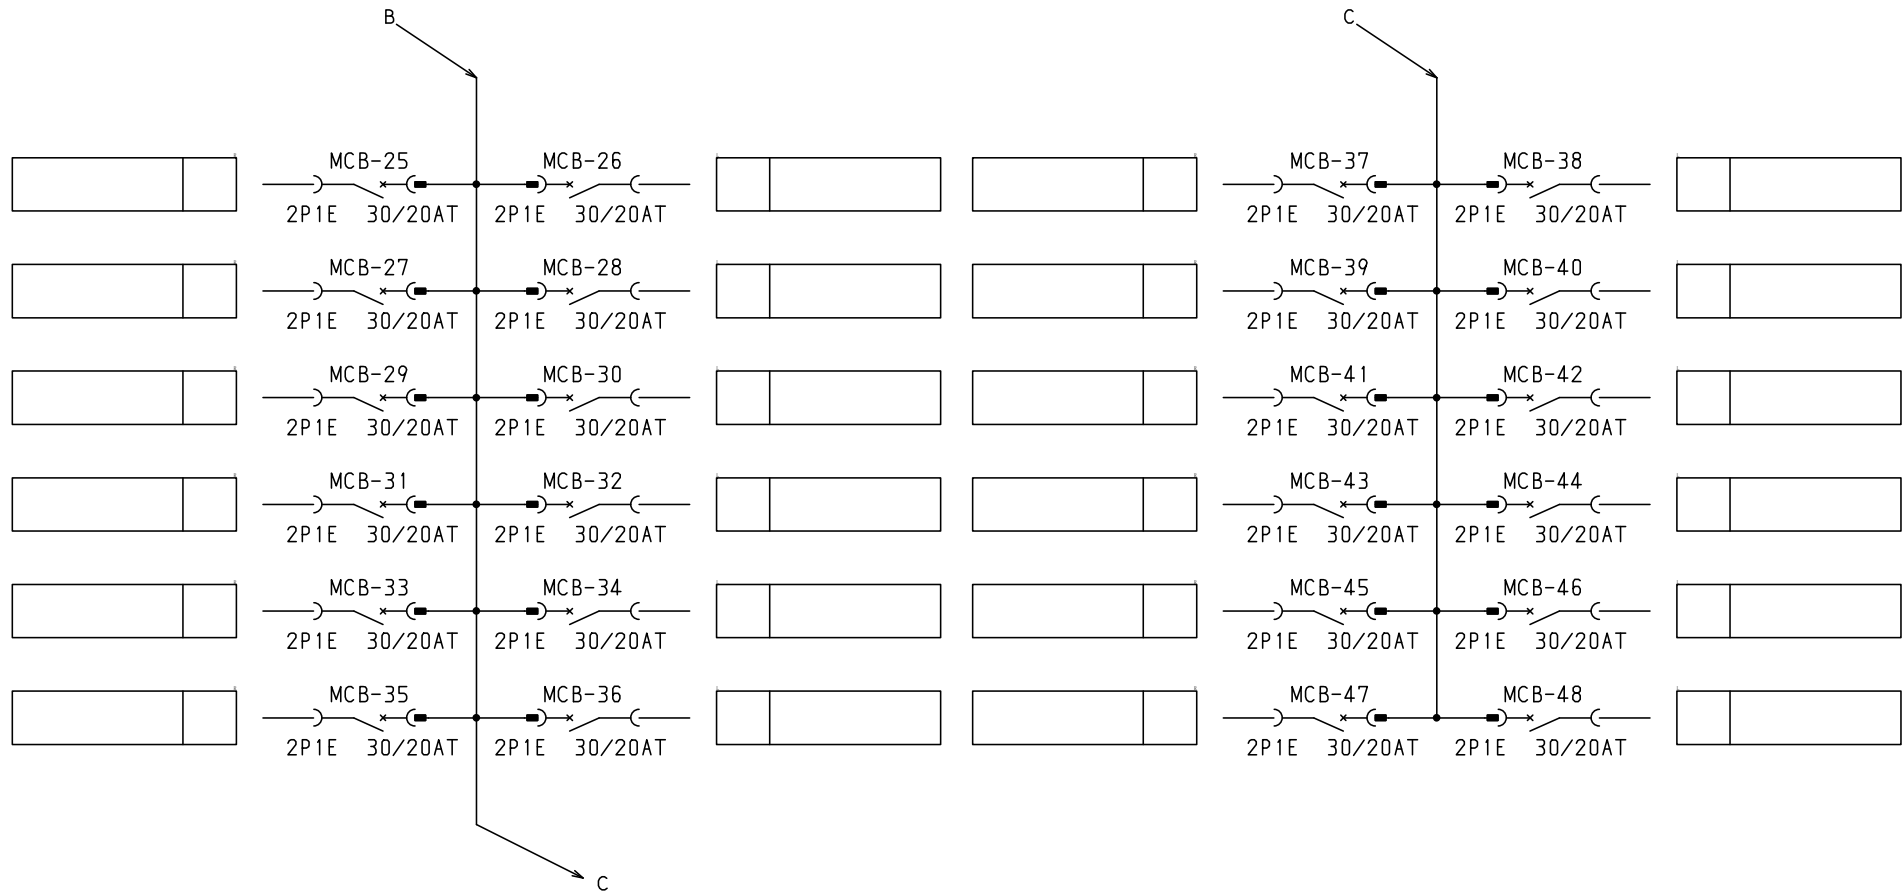 B C
MCB-25 MCB-26 MCB-37 MCB-38
2P1E 30/20AT 2P1E 30/20AT 2P1E 30/20AT 2P1E 30/20AT
MCB-27 MCB-28 MCB-39 MCB-40
2P1E 30/20AT 2P1E 30/20AT 2P1E 30/20AT 2P1E 30/20AT
MCB-29 MCB-30 MCB-41 MCB-42
2P1E 30/20AT 2P1E 30/20AT 2P1E 30/20AT 2P1E 30/20AT
MCB-31 MCB-32 MCB-43 MCB-44
2P1E 30/20AT 2P1E 30/20AT 2P1E 30/20AT 2P1E 30/20AT
MCB-33 MCB-34 MCB-45 MCB-46
2P1E 30/20AT 2P1E 30/20AT 2P1E 30/20AT 2P1E 30/20AT
MCB-35 MCB-36 MCB-47 MCB-48
2P1E 30/20AT 2P1E 30/20AT 2P1E 30/20AT 2P1E 30/20AT
C